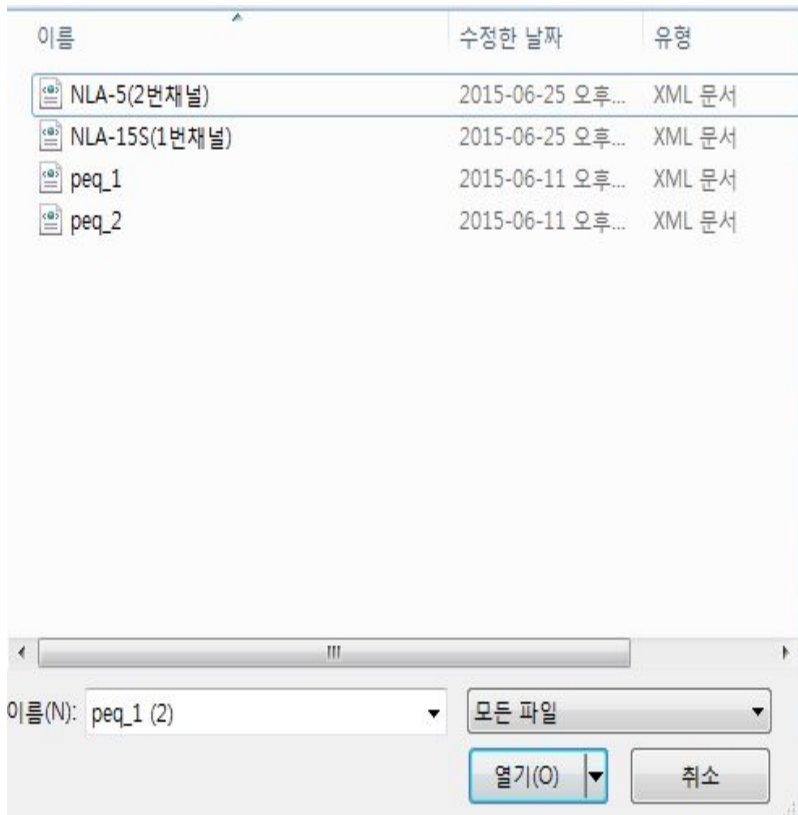 이름 수정한 날짜 유형
NLA-5(2번채널) 2015-06-25 오후... XML 문서
NLA-15S(1번채널) 2015-06-25 오후... XML 문서
peq_1 2015-06-11 오후... XML 문서
peq_2 2015-06-11 오후... XML 문서
이름(N): peq_1 (2) 모든 파일
열기(O) 취소